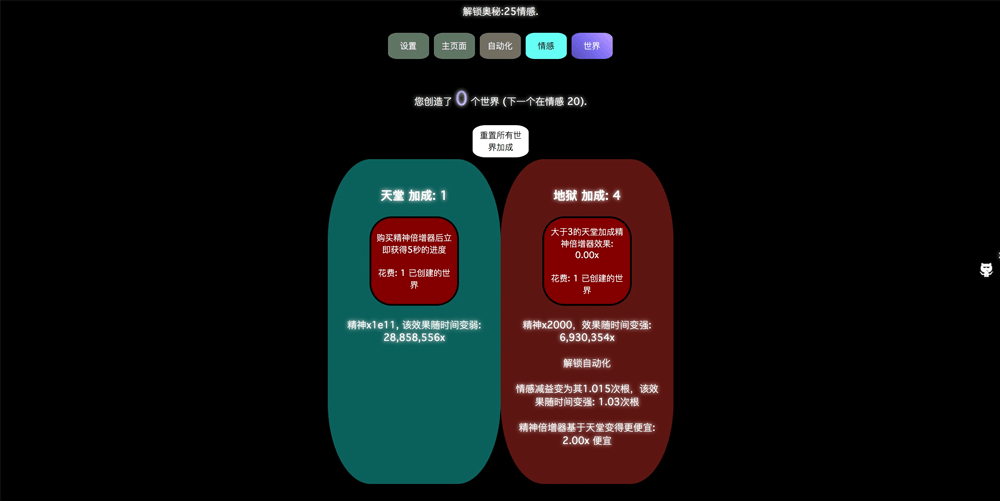 解锁奥秘:25情感.
设置
主页面
自动化
情感
世界
您创造了 0 个世界 (下一个在情感 20).
重置所有世
界加成
天堂 加成: 1
购买精神倍增器后立
即获得5秒的进度
花费: 1 已创建的世
界
精神x1e11, 该效果随时间变弱:
28,858,556x
地狱 加成: 4
大于3的天堂加成精
神倍增器效果:
0.00x
花费: 1 已创建的世
界
精神x2000，效果随时间变强:
6,930,354x
解锁自动化
情感减益变为其1.015次根，该效
果随时间变强: 1.03次根
精神倍增器基于天堂变得更便宜:
2.00x 便宜